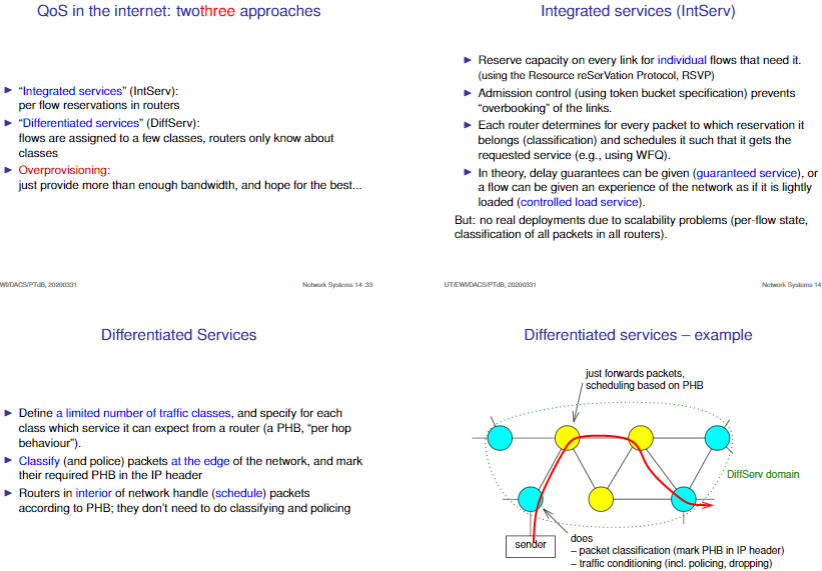 QoS in the internet: twothree approaches
► “Integrated services” (IntServ):
per flow reservations in routers
► “Differentiated services” (DiffServ):
flows are assigned to a few classes, routers only know about
classes
► Overprovisioning:
just provide more than enough bandwidth, and hope for the best...
WI/DACS/PTdB, 20200331
Network Systems 14 :33
Integrated services (IntServ)
► Reserve capacity on every link for individual flows that need it.
(using the Resource reSerVation Protocol, RSVP)
► Admission control (using token bucket specification) prevents
“overbooking” of the links.
► Each router determines for every packet to which reservation it
belongs (classification) and schedules it such that it gets the
requested service (e.g., using WFQ).
► In theory, delay guarantees can be given (guaranteed service), or
a flow can be given an experience of the network as if it is lightly
loaded (controlled load service).
But: no real deployments due to scalability problems (per-flow state,
classification of all packets in all routers).
UT/EWI/DACS/PTdB, 20200331
Network Systems 14
Differentiated Services
► Define a limited number of traffic classes, and specify for each
class which service it can expect from a router (a PHB, “per hop
behaviour”).
► Classify (and police) packets at the edge of the network, and mark
their required PHB in the IP header
► Routers in interior of network handle (schedule) packets
according to PHB; they don’t need to do classifying and policing
Differentiated services – example
just forwards packets,
scheduling based on PHB
DiffServ domain
sender
does
– packet classification (mark PHB in IP header)
– traffic conditioning (incl. policing, dropping)